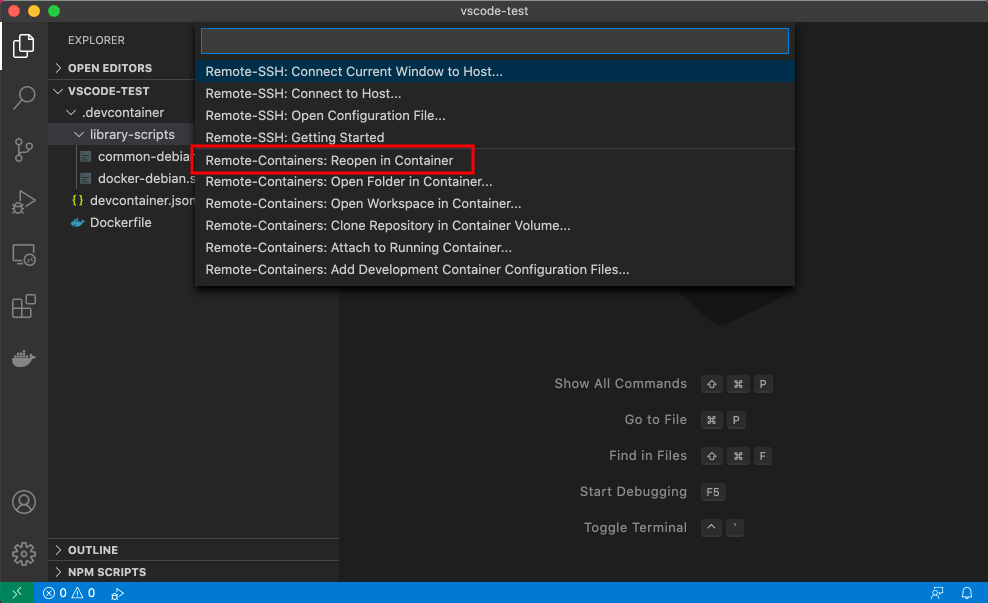 vscode-test
EXPLORER
OPEN EDITORS
VSCODE-TEST
.devcontainer
library-scripts
common-debia
docker-debian.s
{} devcontainer.json
Dockerfile
OUTLINE
NPM SCRIPTS
Remote-SSH: Connect Current Window to Host...
Remote-SSH: Connect to Host...
Remote-SSH: Open Configuration File...
Remote-SSH: Getting Started
Remote-Containers: Reopen in Container
Remote-Containers: Open Folder in Container...
Remote-Containers: Open Workspace in Container...
Remote-Containers: Clone Repository in Container Volume...
Remote-Containers: Attach to Running Container...
Remote-Containers: Add Development Container Configuration Files...
Show All Commands ⇧ ⌘ P
Go to File ⌘ P
Find in Files ⇧ ⌘ F
Start Debugging F5
Toggle Terminal ^ `
0 0